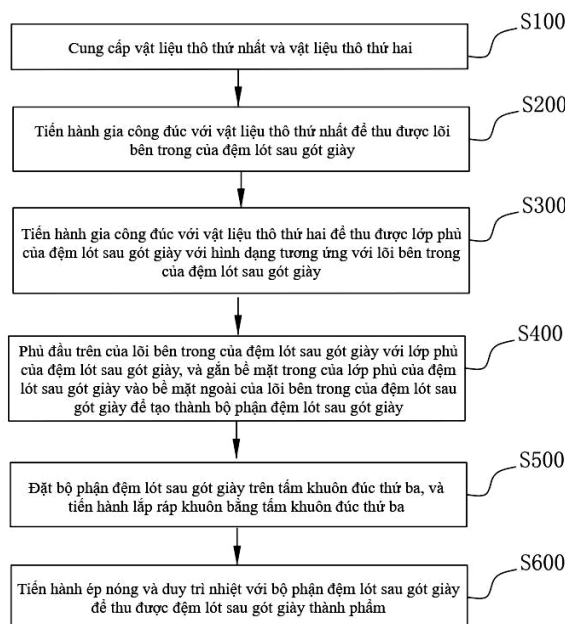 S100
Cung cấp vật liệu thô thứ nhất và vật liệu thô thứ hai
S200
Tiến hành gia công đúc với vật liệu thô thứ nhất để thu được lõi
bên trong của đệm lót sau gót giày
S300
Tiến hành gia công đúc với vật liệu thô thứ hai để thu được lớp phủ
của đệm lót sau gót giày với hình dạng tương ứng với lõi bên trong
của đệm lót sau gót giày
S400
Phủ đầu trên của lõi bên trong của đệm lót sau gót giày với lớp phủ
của đệm lót sau gót giày, và gắn bề mặt trong của lớp phủ của đệm
lót sau gót giày vào bề mặt ngoài của lõi bên trong của đệm lót sau
gót giày để tạo thành bộ phận đệm lót sau gót giày
S500
Đặt bộ phận đệm lót sau gót giày trên tấm khuôn đúc thứ ba, và
tiến hành lắp ráp khuôn bằng tấm khuôn đúc thứ ba
S600
Tiến hành ép nóng và duy trì nhiệt với bộ phận đệm lót sau gót giày
để thu được đệm lót sau gót giày thành phẩm